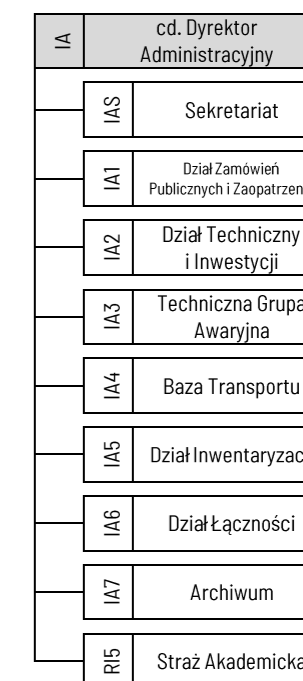 IA
cd. Dyrektor
Administracyjny
IAS
Sekretariat
IA1
Dział Zamówień
Publicznych i Zaopatrzen
IA2
Dział Techniczny
i Inwestycji
IA3
Techniczna Grupa
Awaryjna
IA4
Baza Transportu
IA5
Dział Inwentaryzac
IA6
Dział Łączności
IA7
Archiwum
RI5
Straż Akademicka